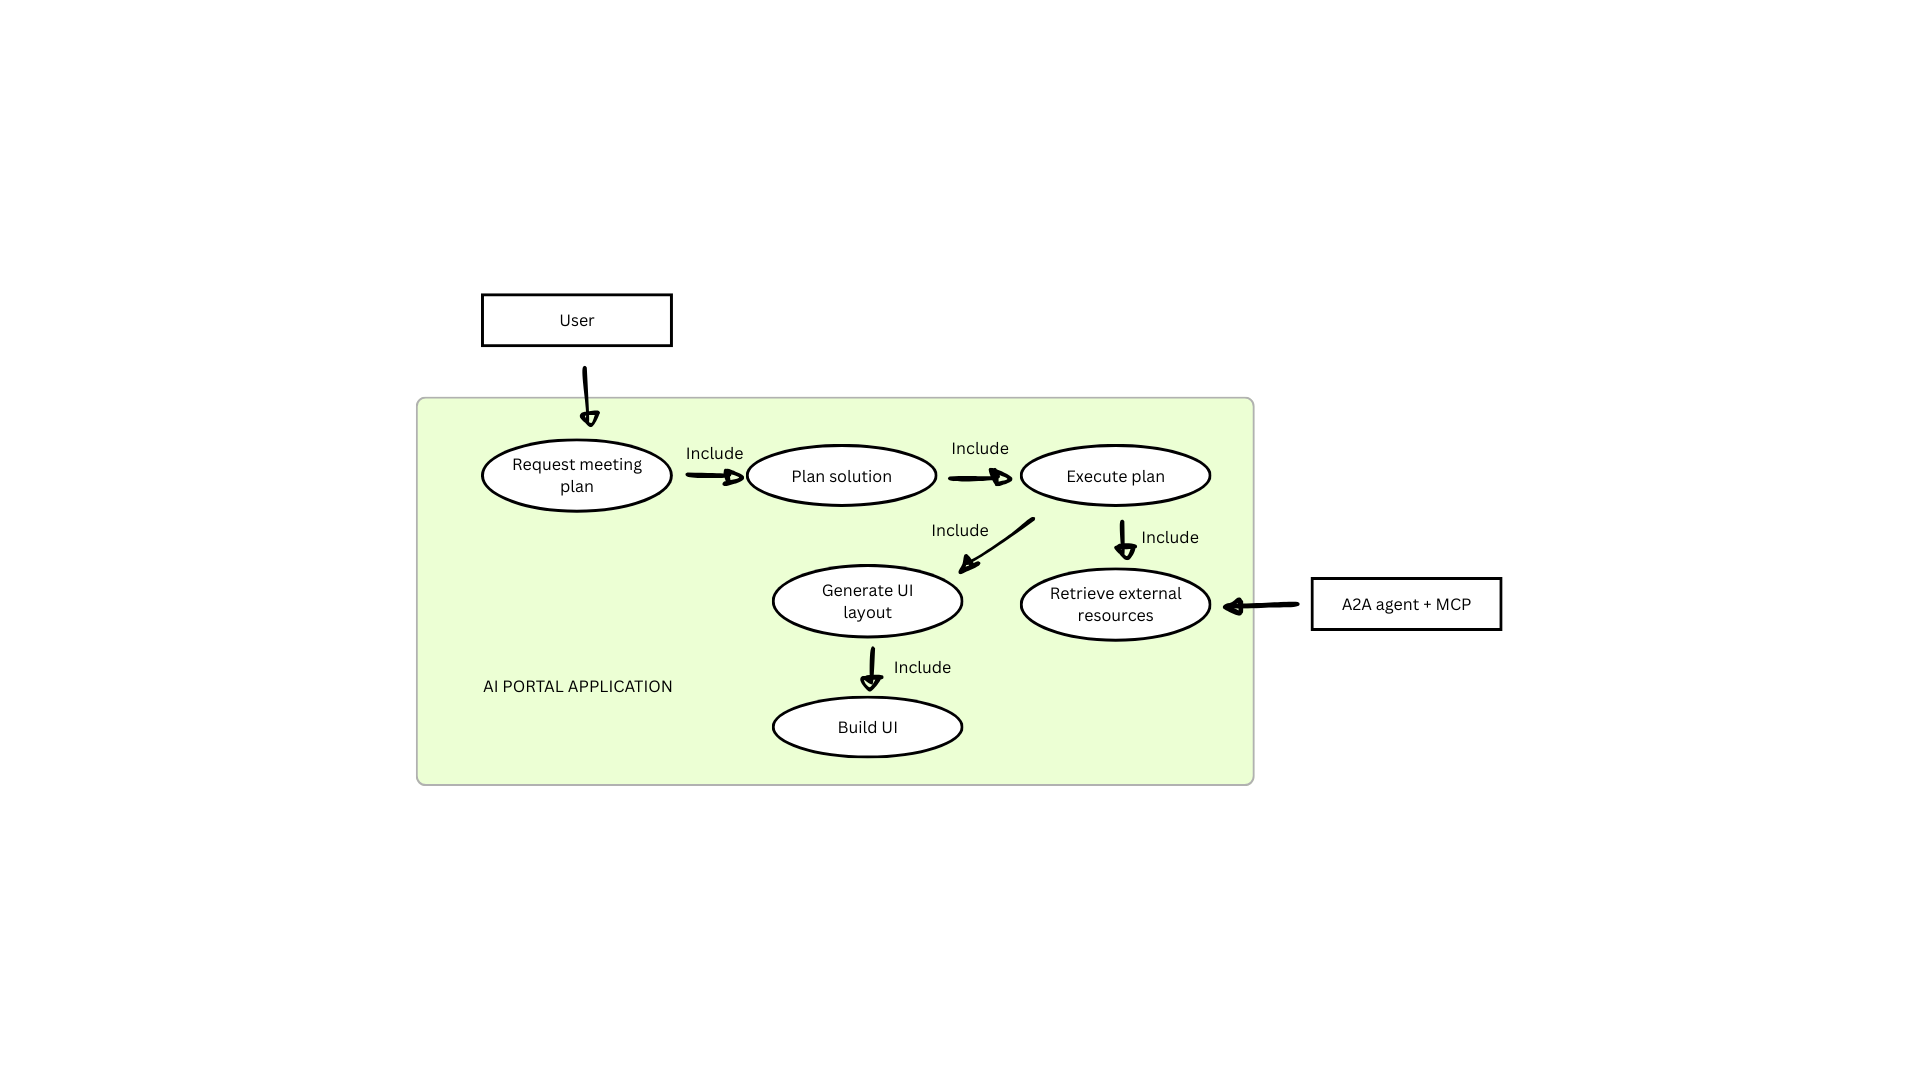 User
Request meeting
plan
Include
Plan solution
Include
Execute plan
Include
Include
Generate UI
layout
Retrieve external
resources
A2A agent + MCP
Include
AI PORTAL APPLICATION
Build UI